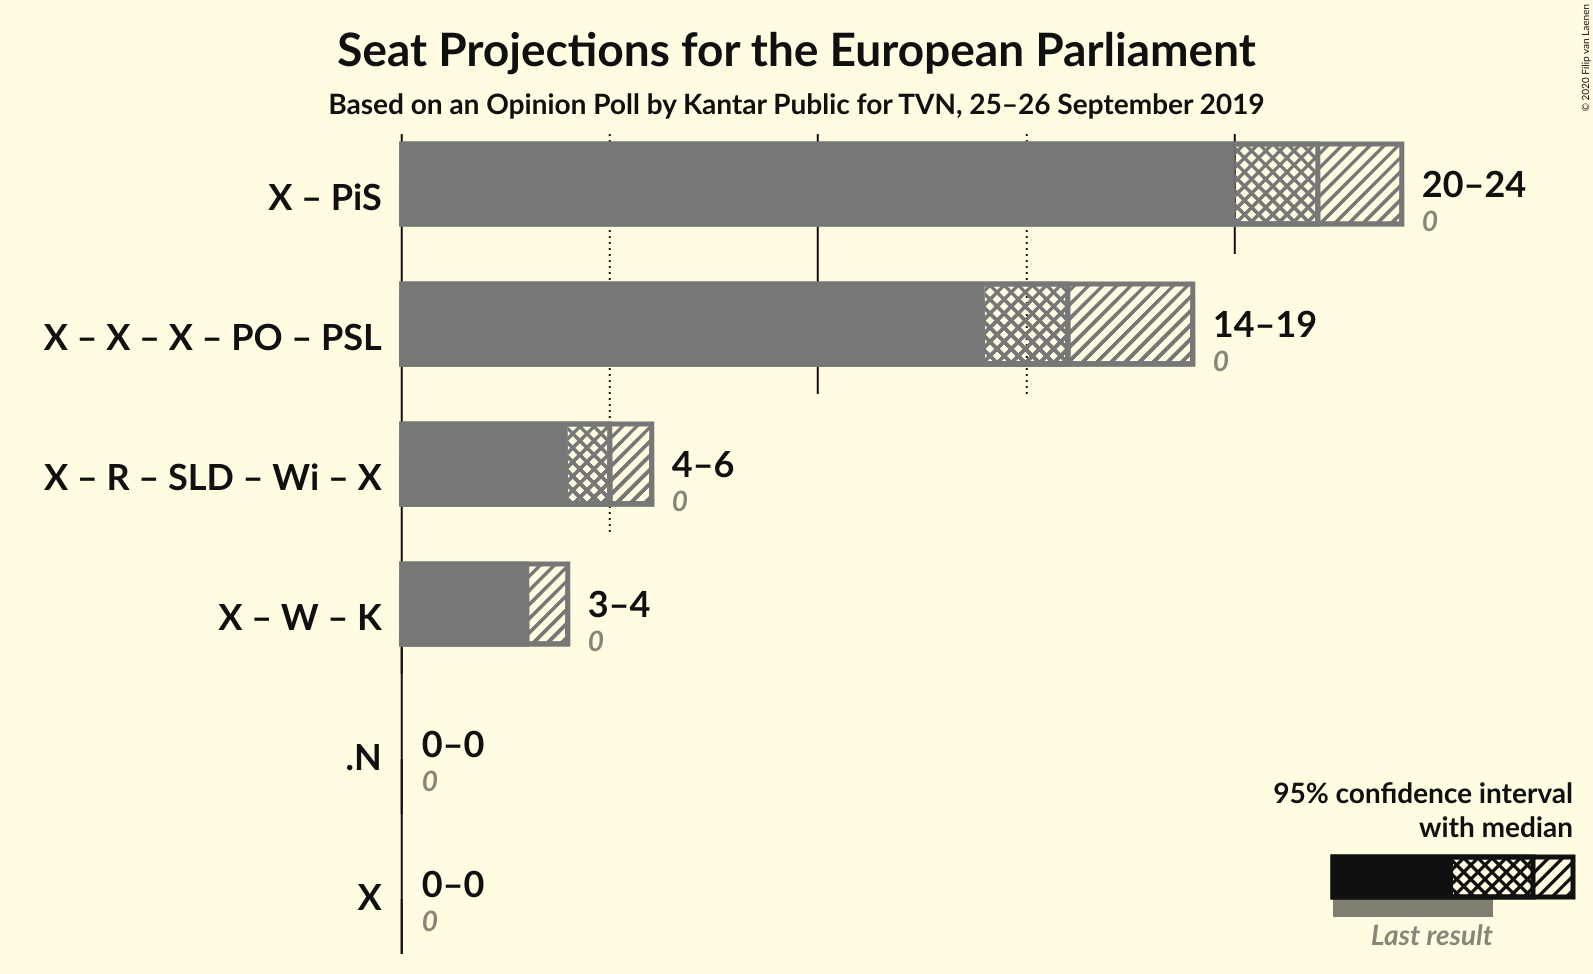 Seat Projections for the European Parliament
Based on an Opinion Poll by Kantar Public for TVN, 25–26 September 2019
© 2020 Filip van Laenen
X – PiS
20–24
0
X – X – X – PO – PSL
14–19
0
X – R – SLD – Wi – X
4–6
0
X – W – K
3–4
0
.N
0–0
0
X
0–0
0
95% confidence interval
with median
Last result